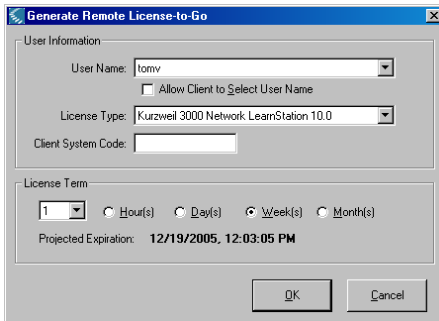 Generate Remote License-to-Go
User Information
User Name: tomv
Allow Client to Select User Name
License Type: Kurzweil 3000 Network LearnStation 10.0
Client System Code:
License Term
1 Hour(s) Day(s) Week(s) Month(s)
Projected Expiration: 12/19/2005, 12:03:05 PM
OK Cancel